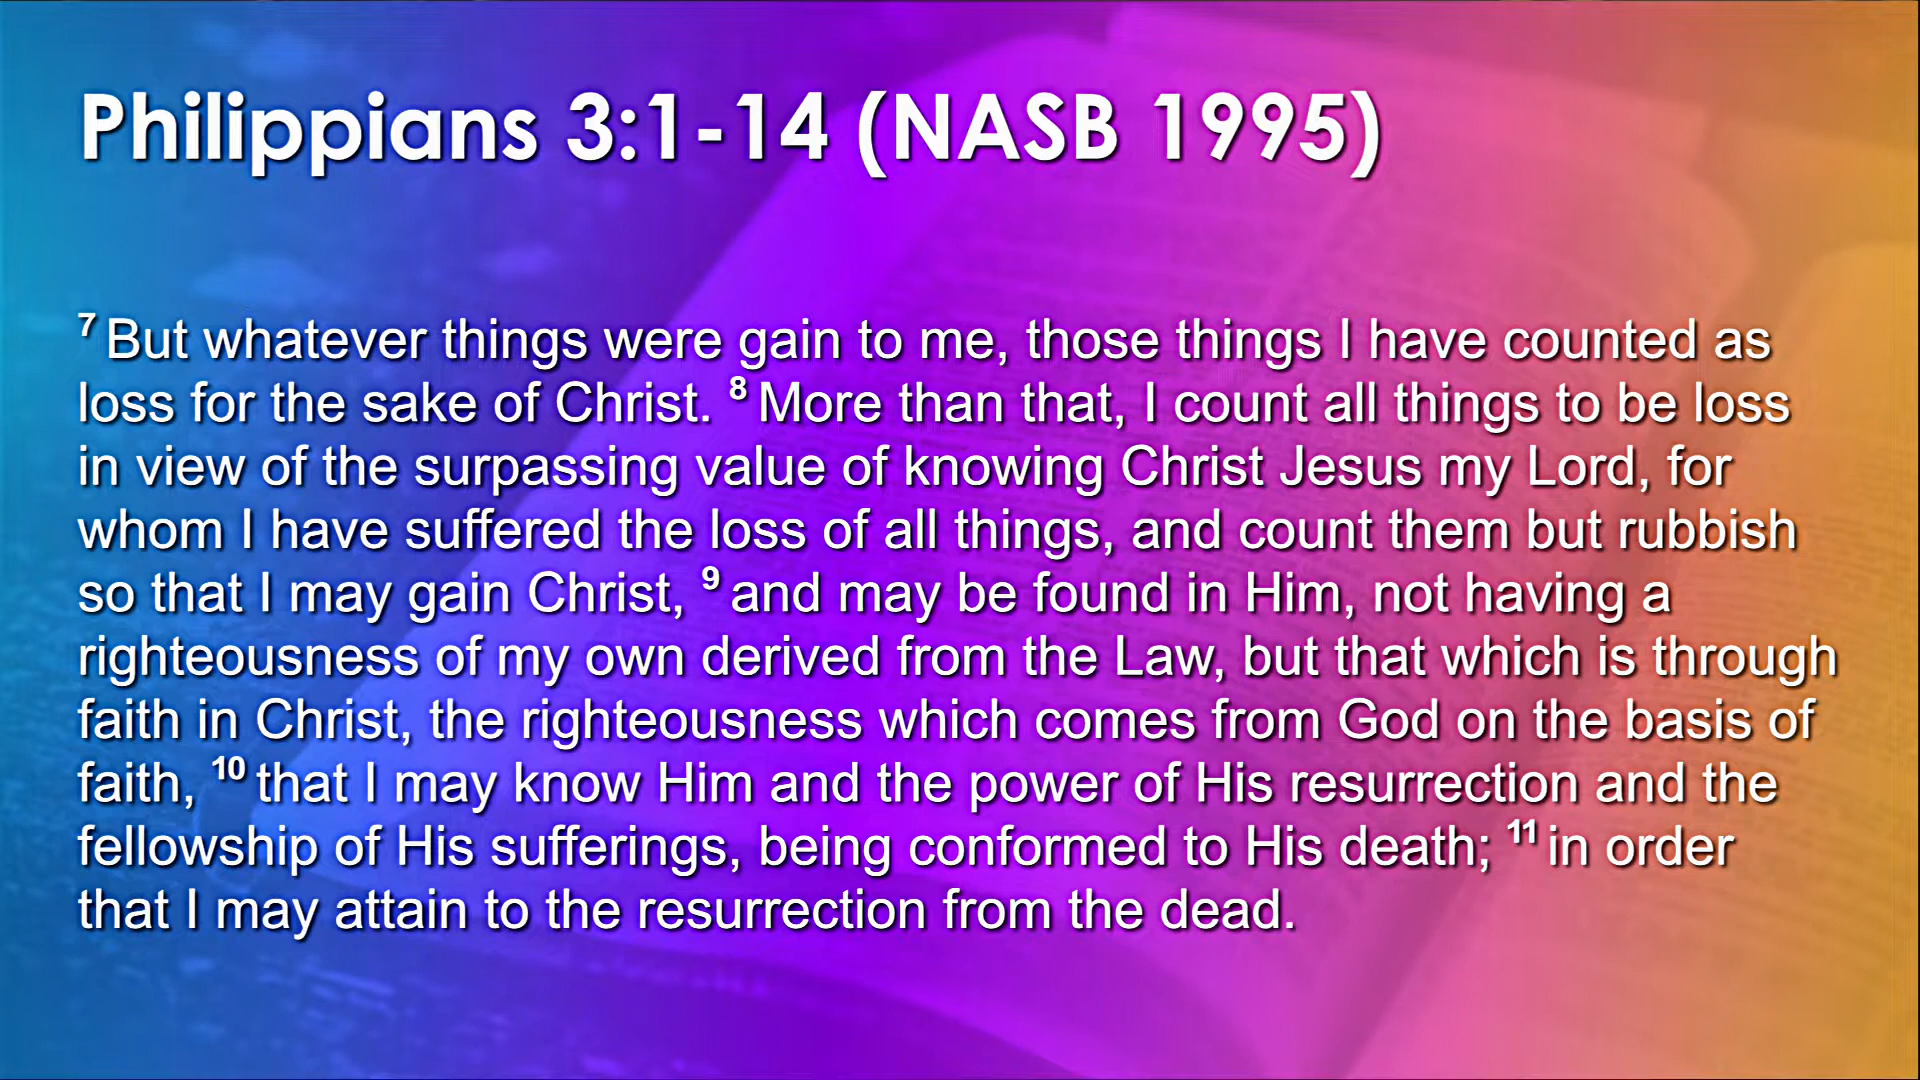 Philippians 3:1-14 (NASB 1995)
7 But whatever things were gain to me, those things I have counted as
loss for the sake of Christ. 8 More than that, I count all things to be loss
in view of the surpassing value of knowing Christ Jesus my Lord, for
whom I have suffered the loss of all things, and count them but rubbish
so that I may gain Christ, 9 and may be found in Him, not having a
righteousness of my own derived from the Law, but that which is through
faith in Christ, the righteousness which comes from God on the basis of
faith, 10 that I may know Him and the power of His resurrection and the
fellowship of His sufferings, being conformed to His death; 11 in order
that I may attain to the resurrection from the dead.